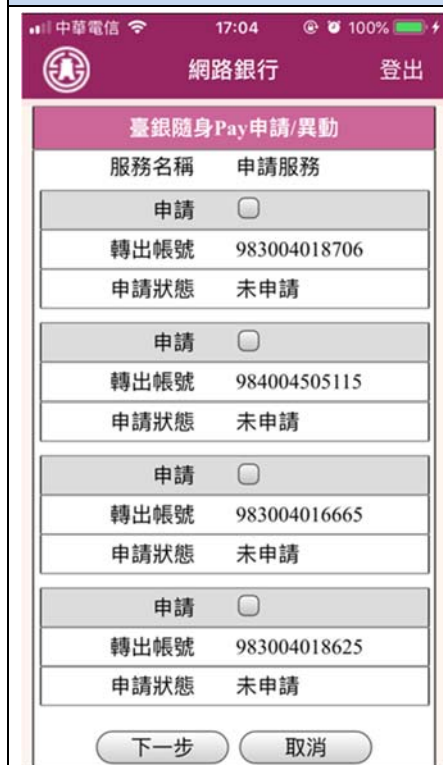 中華電信 17:04 100%
網路銀行 登出
臺銀隨身Pay申請/異動
服務名稱 申請服務
申請
轉出帳號 983004018706
申請狀態 未申請
申請
轉出帳號 984004505115
申請狀態 未申請
申請
轉出帳號 983004016665
申請狀態 未申請
申請
轉出帳號 983004018625
申請狀態 未申請
下一步 取消